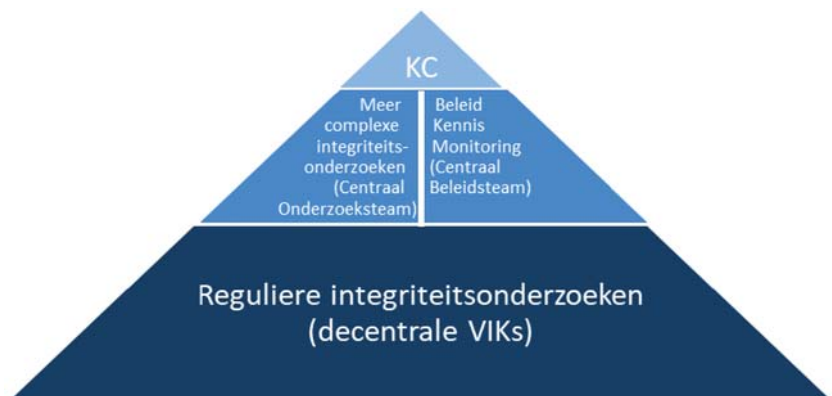 KC
Meer
complexe
integriteits-
onderzoeken
(Centraal
Onderzoeksteam)
Beleid
Kennis
Monitoring
(Centraal
Beleidsteam)
Reguliere integriteitsonderzoeken
(decentrale VIKs)